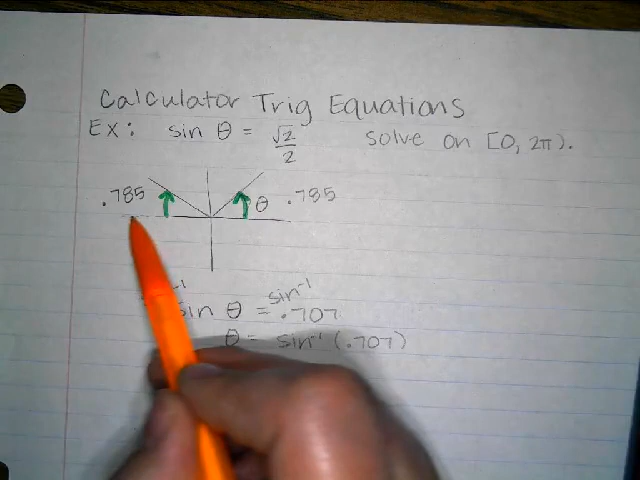 Calculator Trig Equations
Ex: sin θ = √2/2 solve on [0, 2π).
.785 θ .785
-1 sin⁻¹
sin θ = .707
θ = sin⁻¹ (.707)